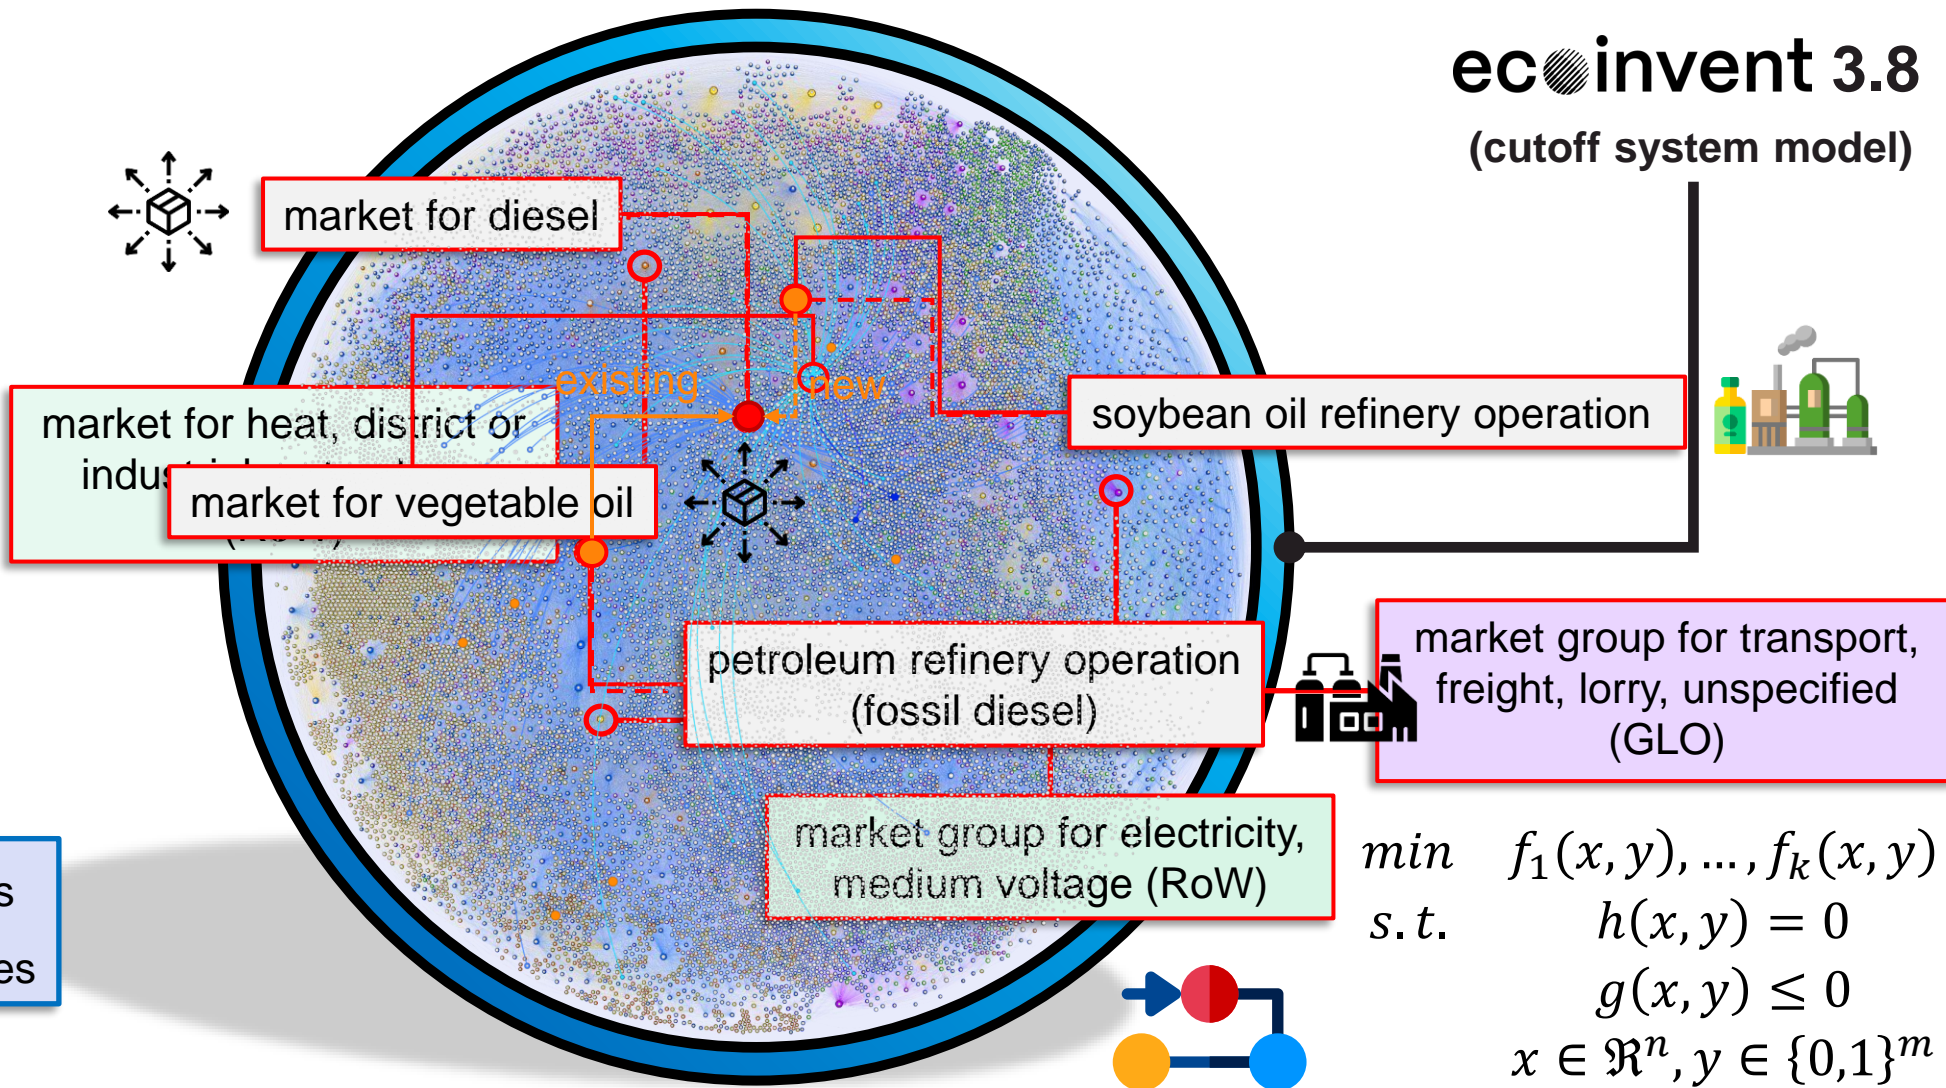 ecoinvent 3.8
(cutoff system model)
market for diesel
existing
new
market for heat, district or
market for vegetable oil
soybean oil refinery operation
petroleum refinery operation
(fossil diesel)
market group for transport,
freight, lorry, unspecified
(GLO)
market group for electricity,
medium voltage (RoW)
min f₁(x, y), … , fₖ(x, y)
s.t. h(x, y) = 0
g(x, y) ≤ 0
x ∈ ℜⁿ, y ∈ {0,1}ᵐ